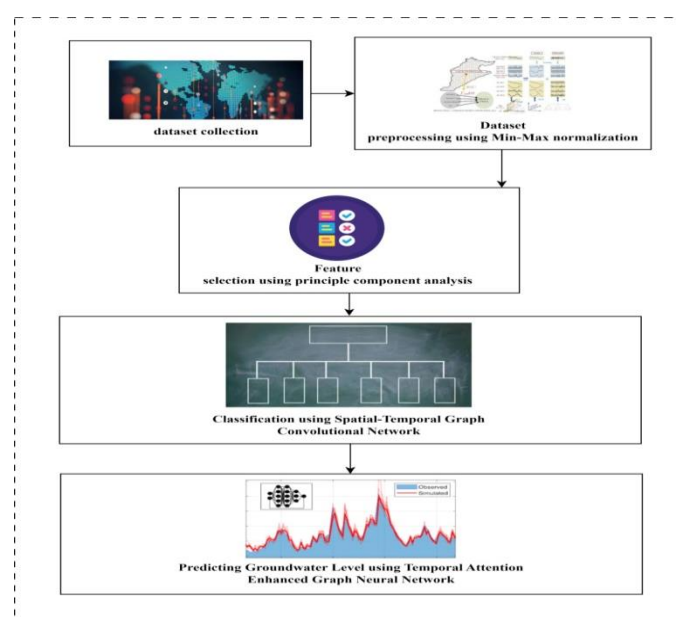 dataset collection
Dataset
preprocessing using Min-Max normalization
Feature
selection using principle component analysis
Classification using Spatial-Temporal Graph
Convolutional Network
Observed
Simulated
Predicting Groundwater Level using Temporal Attention
Enhanced Graph Neural Network